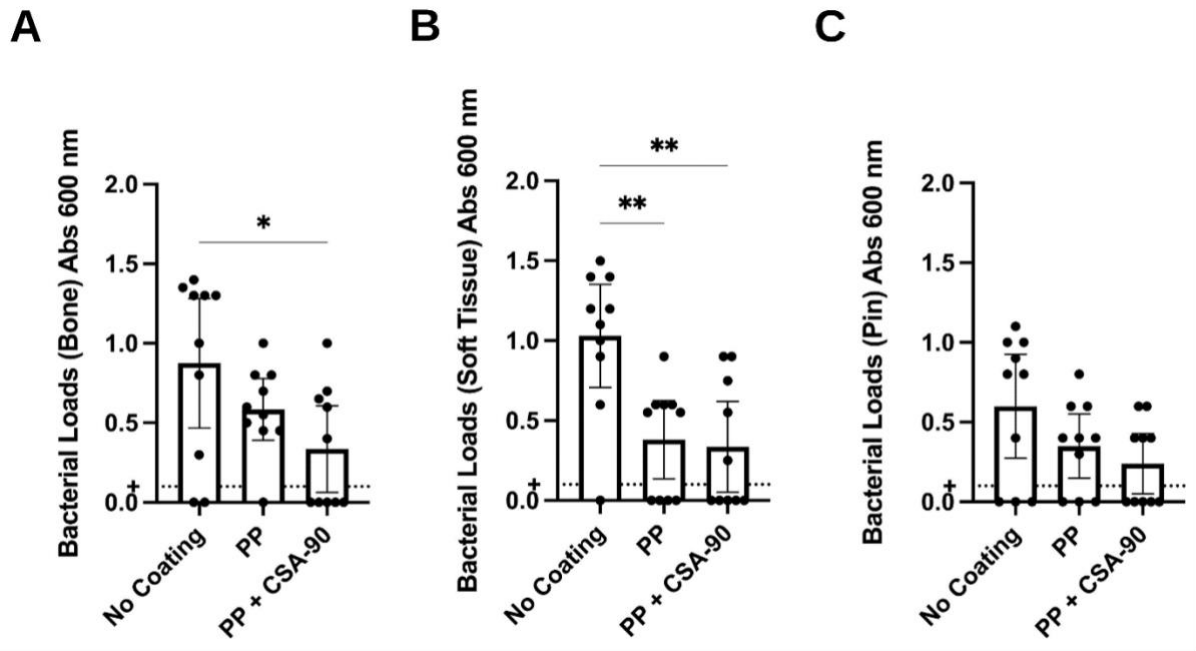 A
Bacterial Loads (Bone) Abs 600 nm
2.0
1.5
1.0
0.5
+
0.0
*
No Coating
PP
PP + CSA-90
B
Bacterial Loads (Soft Tissue) Abs 600 nm
2.0
1.5
1.0
0.5
+
0.0
**
**
No Coating
PP
PP + CSA-90
C
Bacterial Loads (Pin) Abs 600 nm
2.0
1.5
1.0
0.5
+
0.0
No Coating
PP
PP + CSA-90